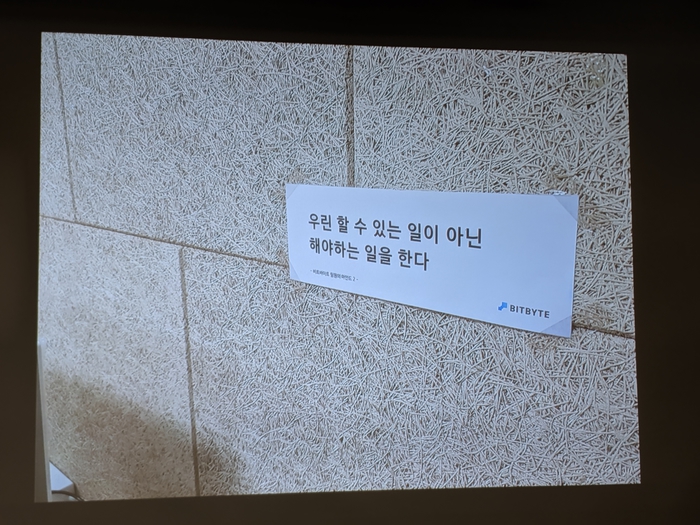 우린 할 수 있는 일이 아닌
해야하는 일을 한다
BITBYTE